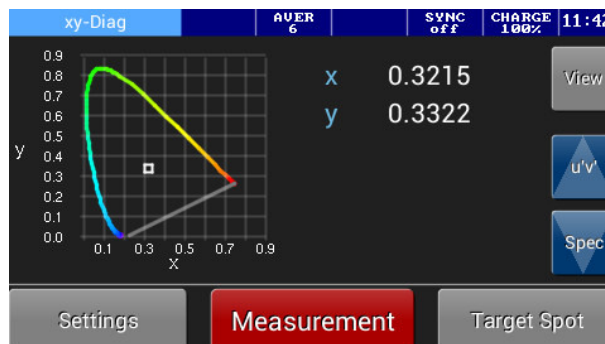 xy-Diag AVER 6 SYNC off CHARGE 100% 11:42
0.9
0.8
0.7
0.6
0.5
0.4
0.3
0.2
0.1
0.0
y
0.1 0.3 0.5 0.7 0.9
x
x 0.3215
y 0.3322
View
u'v'
Spec
Settings Measurement Target Spot